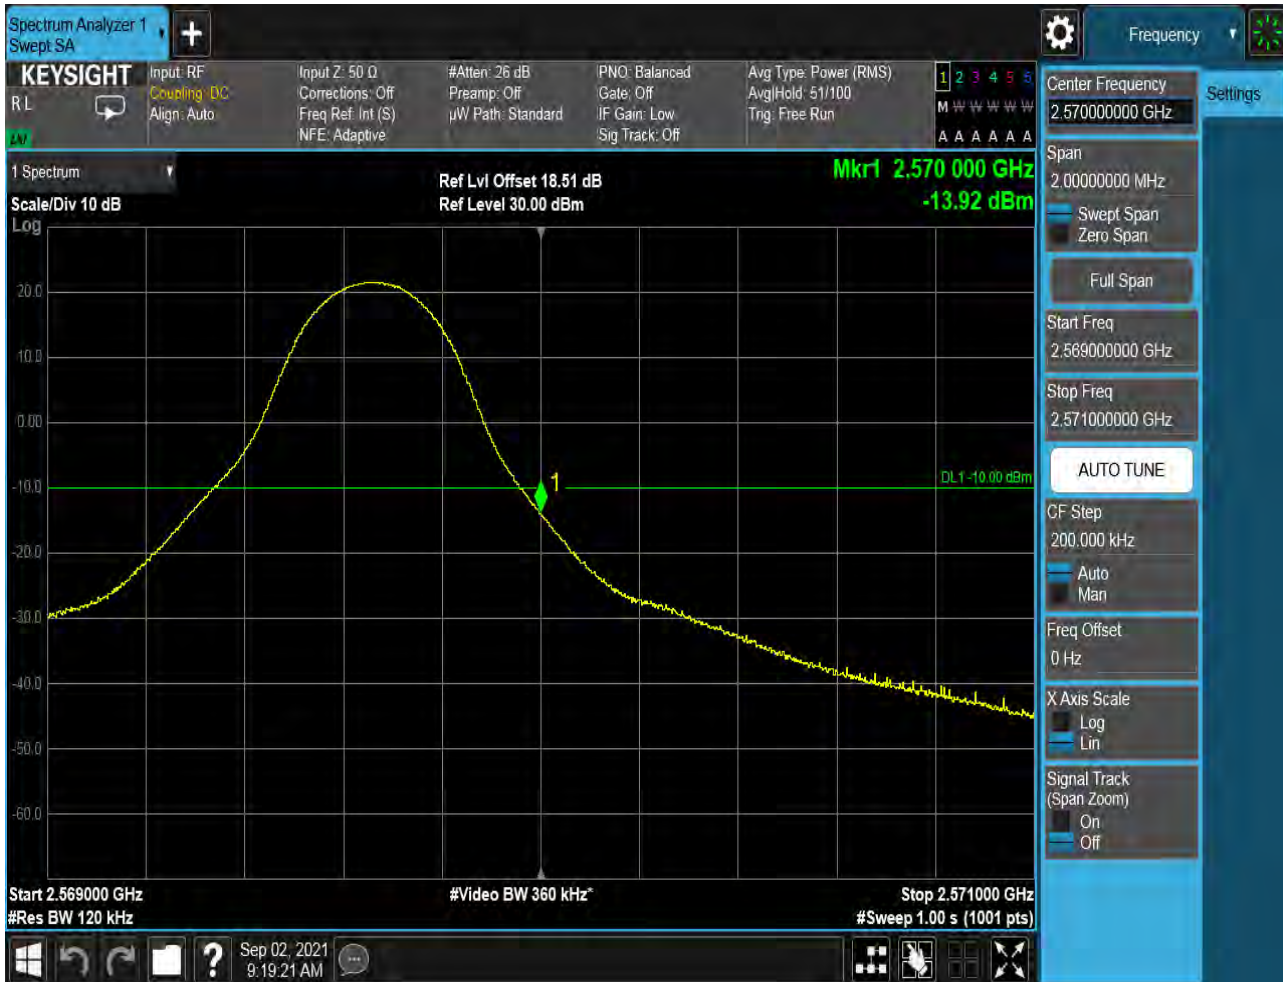 Spectrum Analyzer 1
Swept SA
Frequency
KEYSIGHT
R L
LNI
Input: RF
Coupling: DC
Align: Auto
Input Z: 50 Ω
Corrections: Off
Freq Ref: Int (S)
NFE: Adaptive
#Atten: 26 dB
Preamp: Off
µW Path: Standard
PNO: Balanced
Gate: Off
IF Gain: Low
Sig Track: Off
Avg Type: Power (RMS)
Avg|Hold: 51/100
Trig: Free Run
1 2 3 4 5 6
M W W W W W
A A A A A A
1 Spectrum
Scale/Div 10 dB
Log
Ref Lvl Offset 18.51 dB
Ref Level 30.00 dBm
Mkr1 2.570 000 GHz
-13.92 dBm
20.0
10.0
0.00
-10.0
-20.0
-30.0
-40.0
-50.0
-60.0
1
DL1 -10.00 dBm
Start 2.569000 GHz
#Res BW 120 kHz
#Video BW 360 kHz*
Stop 2.571000 GHz
#Sweep 1.00 s (1001 pts)
Sep 02, 2021
9:19:21 AM
Center Frequency
2.570000000 GHz
Settings
Span
2.00000000 MHz
Swept Span
Zero Span
Full Span
Start Freq
2.569000000 GHz
Stop Freq
2.571000000 GHz
AUTO TUNE
CF Step
200.000 kHz
Auto
Man
Freq Offset
0 Hz
X Axis Scale
Log
Lin
Signal Track
(Span Zoom)
On
Off